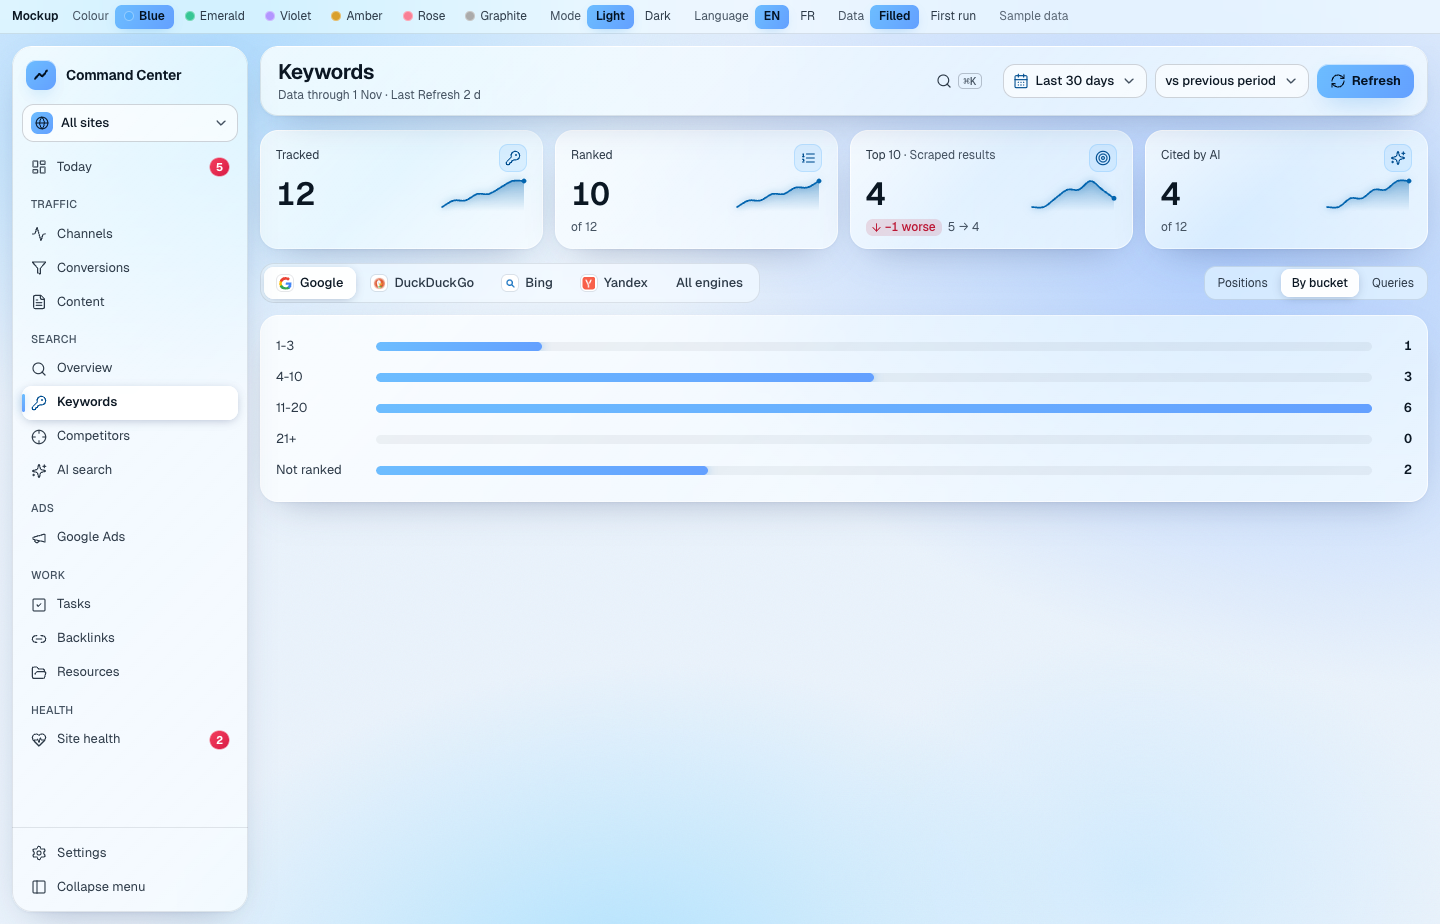 Mockup Colour Blue Emerald Violet Amber Rose Graphite Mode Light Dark Language EN FR Data Filled First run Sample data
Command Center
All sites
Today 5
TRAFFIC
Channels
Conversions
Content
SEARCH
Overview
Keywords
Competitors
AI search
ADS
Google Ads
WORK
Tasks
Backlinks
Resources
HEALTH
Site health 2
Settings
Collapse menu
Keywords
Data through 1 Nov · Last Refresh 2 d
⌘K Last 30 days vs previous period Refresh
Tracked
12
Ranked
10
of 12
Top 10 · Scraped results
4
↓ −1 worse 5 → 4
Cited by AI
4
of 12
Google DuckDuckGo Bing Yandex All engines
Positions By bucket Queries
1-3 1
4-10 3
11-20 6
21+ 0
Not ranked 2